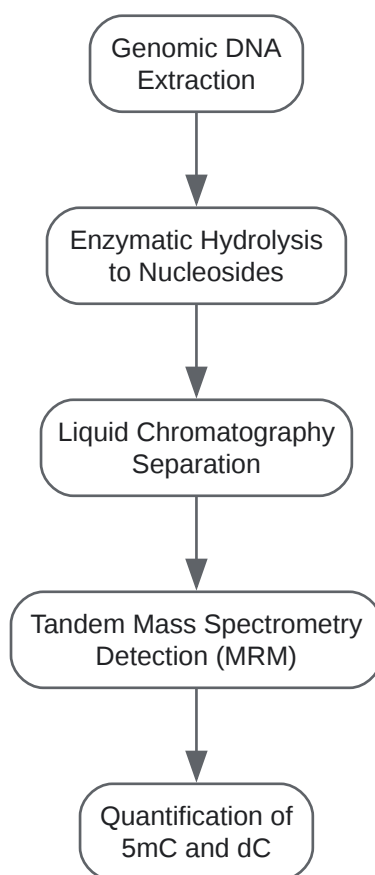 Genomic DNA
Extraction
Enzymatic Hydrolysis
to Nucleosides
Liquid Chromatography
Separation
Tandem Mass Spectrometry
Detection (MRM)
Quantification of
5mC and dC